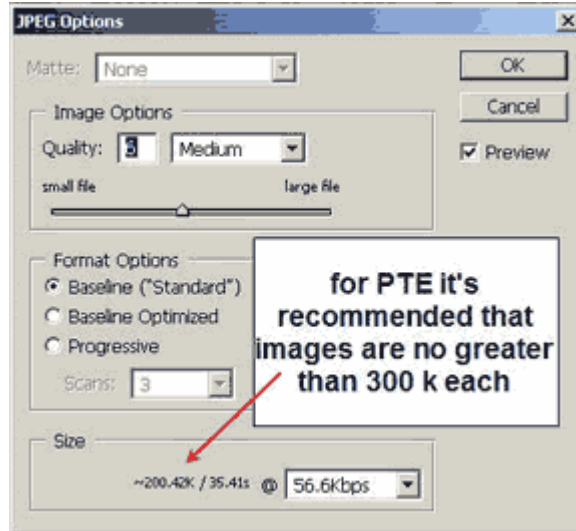 JPEG Options
Matte: None
OK
Image Options
Cancel
Quality: 5 Medium
Preview
small file large file
Format Options
Baseline ("Standard")
Baseline Optimized
Progressive
Scans: 3
for PTE it's
recommended that
images are no greater
than 300 k each
Size
~200.42K / 35.41s @ 56.6Kbps